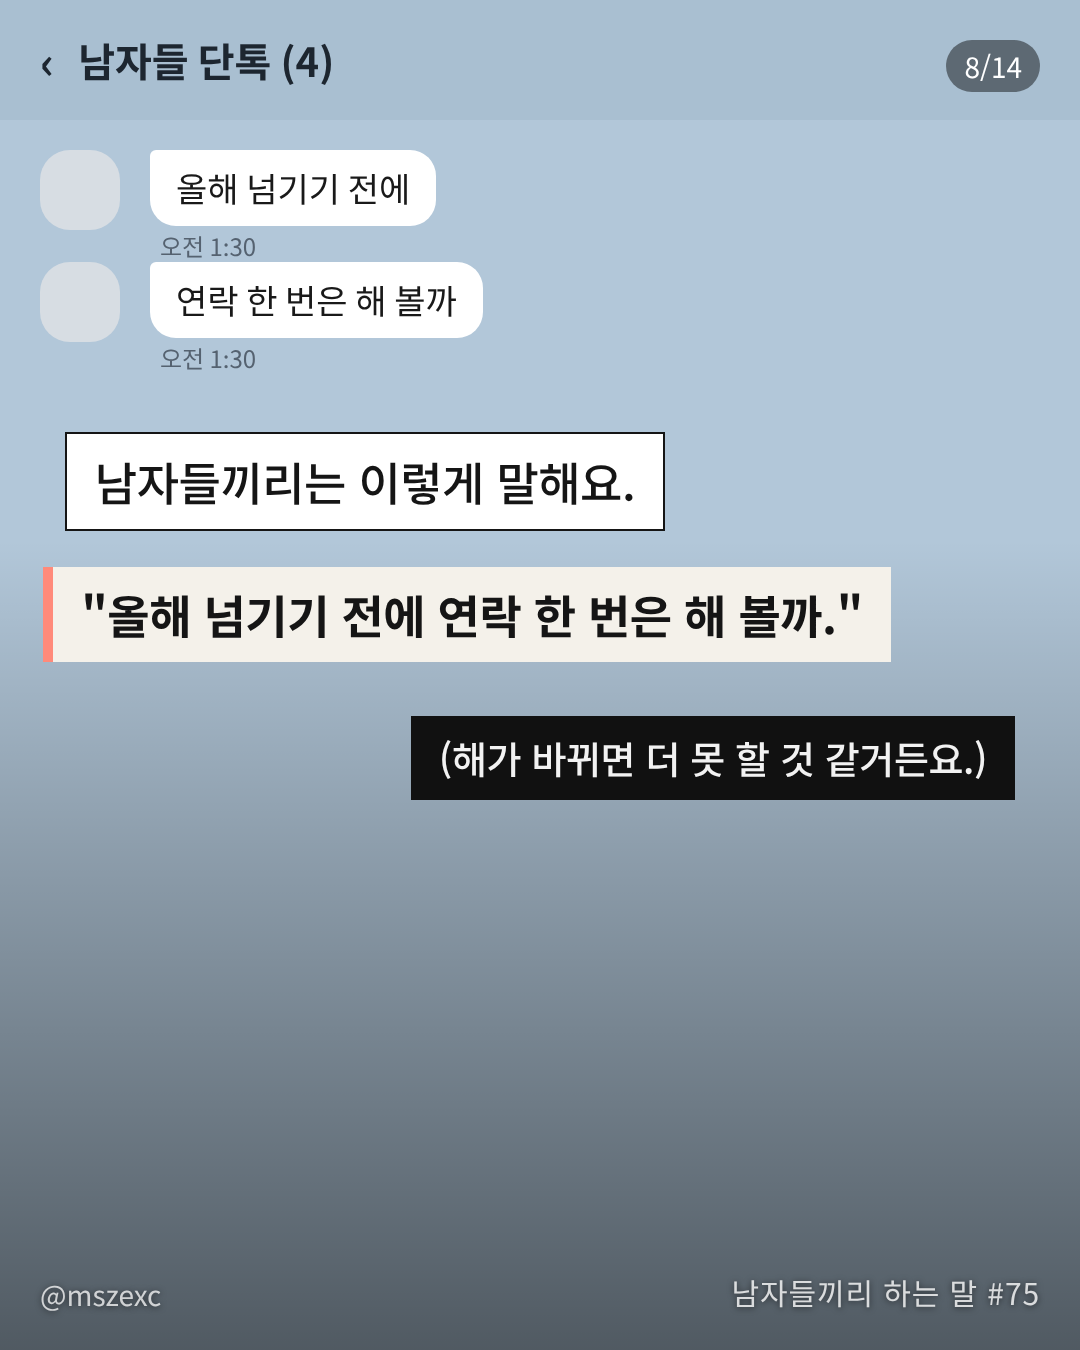 ‹ 남자들 단톡 (4)
8/14
올해 넘기기 전에
오전 1:30
연락 한 번은 해 볼까
오전 1:30
남자들끼리는 이렇게 말해요.
"올해 넘기기 전에 연락 한 번은 해 볼까."
(해가 바뀌면 더 못 할 것 같거든요.)
@mszexc
남자들끼리 하는 말 #75